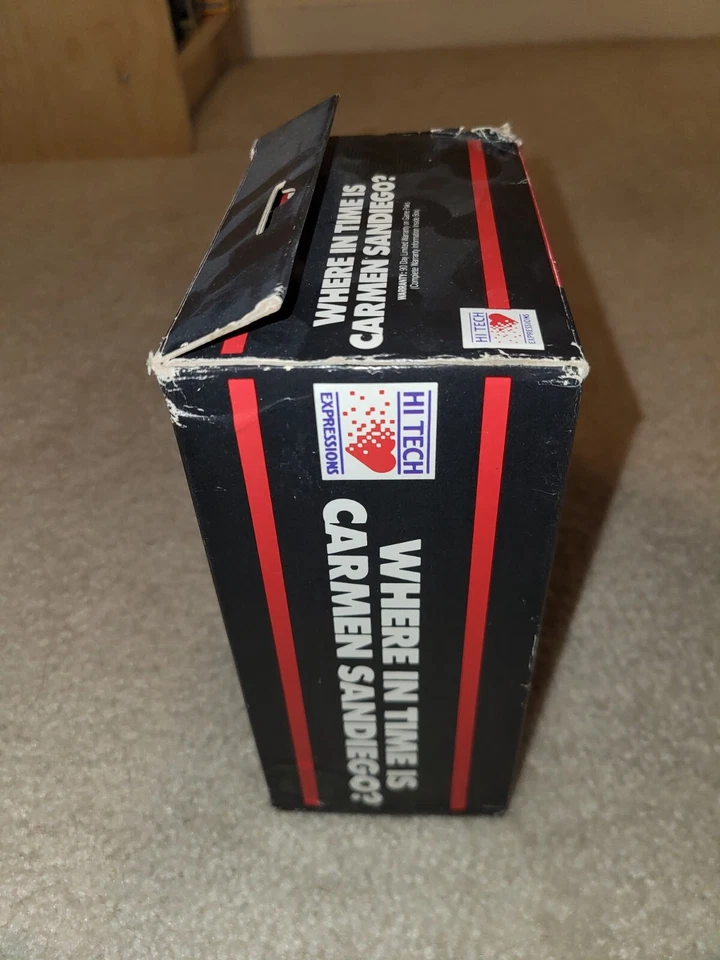 WHERE IN TIME IS
CARMEN SANDIEGO?
WARRANTY: 90 Day Limited Warranty on Game Paks
(Complete Warranty Information Inside Box)
HI TECH
EXPRESSIONS
HI TECH
EXPRESSIONS
WHERE IN TIME IS
CARMEN SANDIEGO?